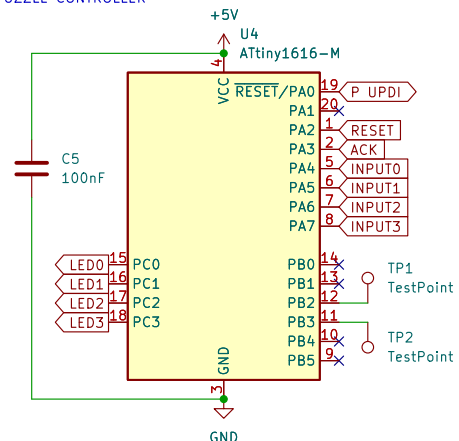 UZZLE CONTROLLER
+5V
U4
ATtiny1616-M
4
VCC
RESET/PA0 19 P UPDI
PA1 20
PA2 1 RESET
PA3 2 ACK
PA4 5 INPUT0
PA5 6 INPUT1
PA6 7 INPUT2
PA7 8 INPUT3
C5
100nF
LED0 15 PC0
LED1 16 PC1
LED2 17 PC2
LED3 18 PC3
PB0 14
PB1 13
PB2 12
PB3 11
PB4 10
PB5 9
TP1
TestPoint
TP2
TestPoint
GND
3
GND